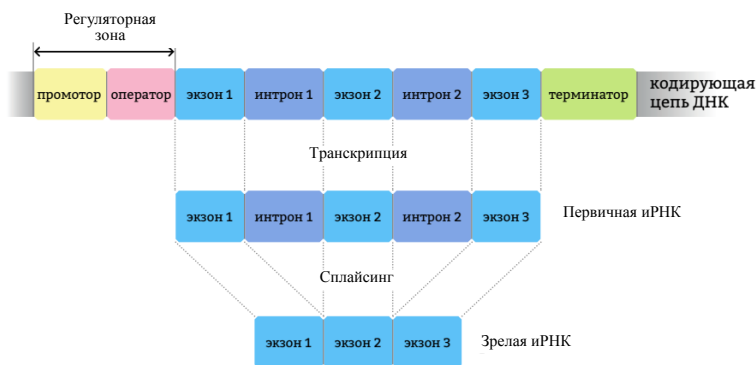 Регуляторная
зона
промотор оператор экзон 1 интрон 1 экзон 2 интрон 2 экзон 3 терминатор
кодирующая
цепь ДНК
Транскрипция
экзон 1 интрон 1 экзон 2 интрон 2 экзон 3
Первичная иРНК
Сплайсинг
экзон 1 экзон 2 экзон 3
Зрелая иРНК